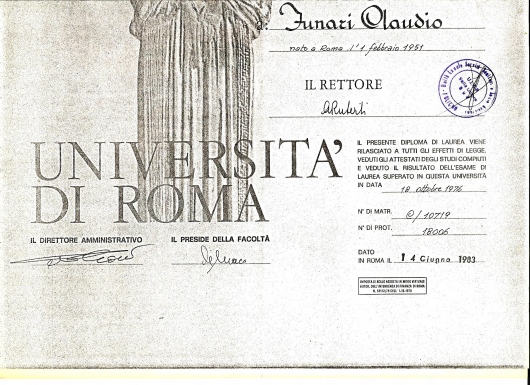 Funari Claudio
nato a Roma l'1 febbraio 1951
IL RETTORE
ARuberti
UNIVERSITA'
DI ROMA
IL PRESENTE DIPLOMA DI LAUREA VIENE
RILASCIATO A TUTTI GLI EFFETTI DI LEGGE,
VEDUTI GLI ATTESTATI DEGLI STUDI COMPIUTI
E VEDUTO IL RISULTATO DELL'ESAME DI
LAUREA SUPERATO IN QUESTA UNIVERSITÀ
IN DATA 18 ottobre 1976
N° DI MATR. @/10719
N° DI PROT. 18006
IL DIRETTORE AMMINISTRATIVO
IL PRESIDE DELLA FACOLTÀ
DATO
IN ROMA IL 14 Giugno 1983